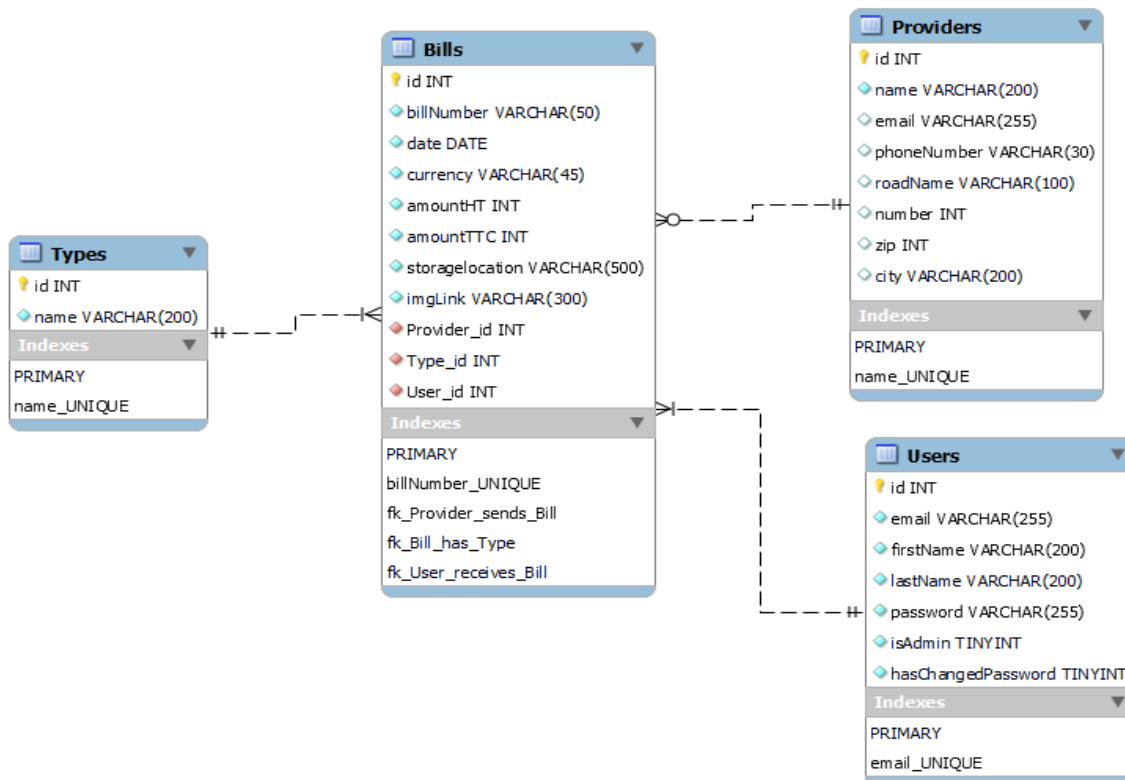 Types
id INT
name VARCHAR(200)
Indexes
PRIMARY
name_UNIQUE
Bills
id INT
billNumber VARCHAR(50)
date DATE
currency VARCHAR(45)
amountHT INT
amountTTC INT
storagelocation VARCHAR(500)
imgLink VARCHAR(300)
Provider_id INT
Type_id INT
User_id INT
Indexes
PRIMARY
billNumber_UNIQUE
fk_Provider_sends_Bill
fk_Bill_has_Type
fk_User_receives_Bill
Providers
id INT
name VARCHAR(200)
email VARCHAR(255)
phoneNumber VARCHAR(30)
roadName VARCHAR(100)
number INT
zip INT
city VARCHAR(200)
Indexes
PRIMARY
name_UNIQUE
Users
id INT
email VARCHAR(255)
firstName VARCHAR(200)
lastName VARCHAR(200)
password VARCHAR(255)
isAdmin TINYINT
hasChangedPassword TINYINT
Indexes
PRIMARY
email_UNIQUE